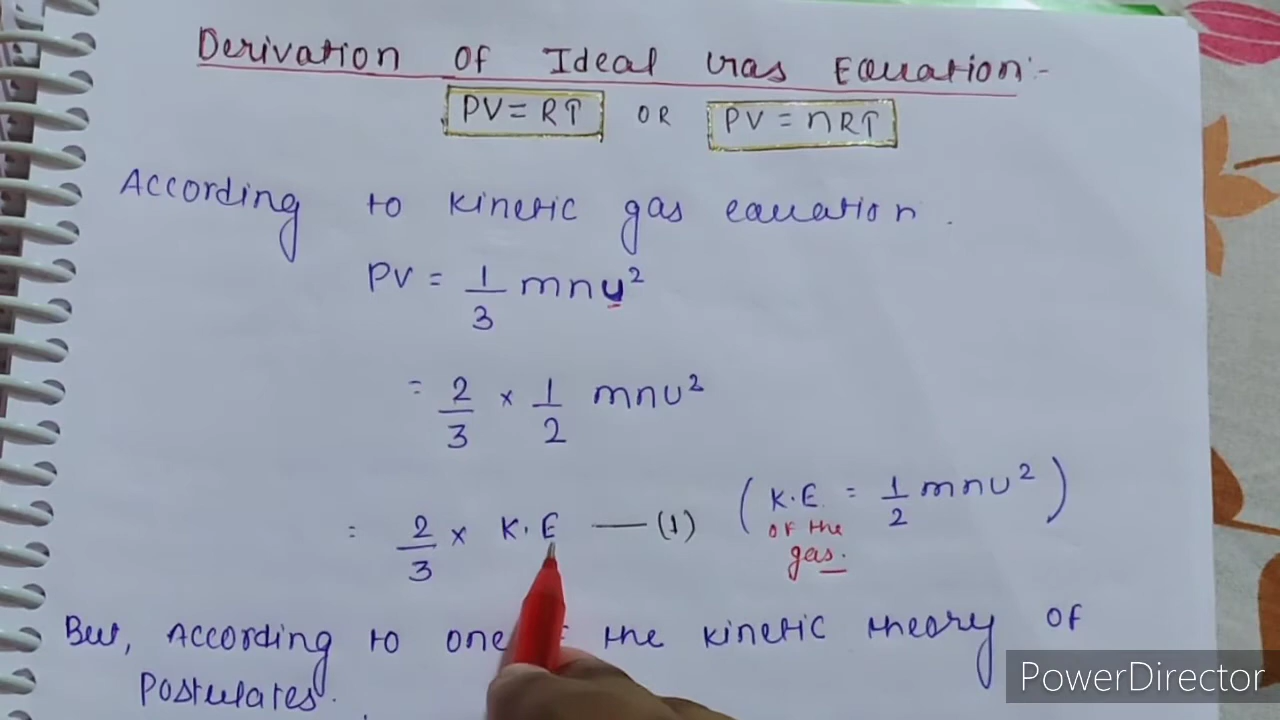 Derivation of Ideal Gas Equation:-
PV = RT OR PV = nRT
According to kinetic gas equation.
PV = 1/3 mnu²
= 2/3 × 1/2 mnu²
= 2/3 × K.E —(1) (K.E. of the gas. = 1/2 mnu²)
But, According to one the kinetic theory of
Postulates.
PowerDirector